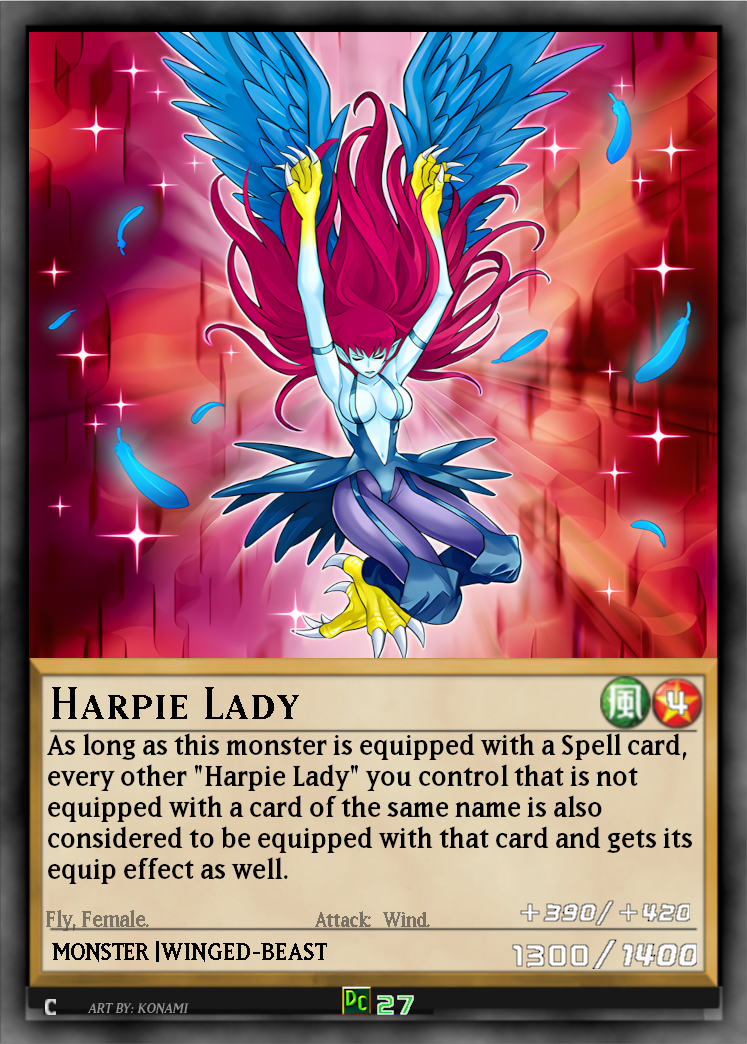 HARPIE LADY
風 4
As long as this monster is equipped with a Spell card,
every other "Harpie Lady" you control that is not
equipped with a card of the same name is also
considered to be equipped with that card and gets its
equip effect as well.
Fly, Female. Attack: Wind. +390/ +420
MONSTER |WINGED-BEAST 1300/1400
C ART BY: KONAMI DC 27